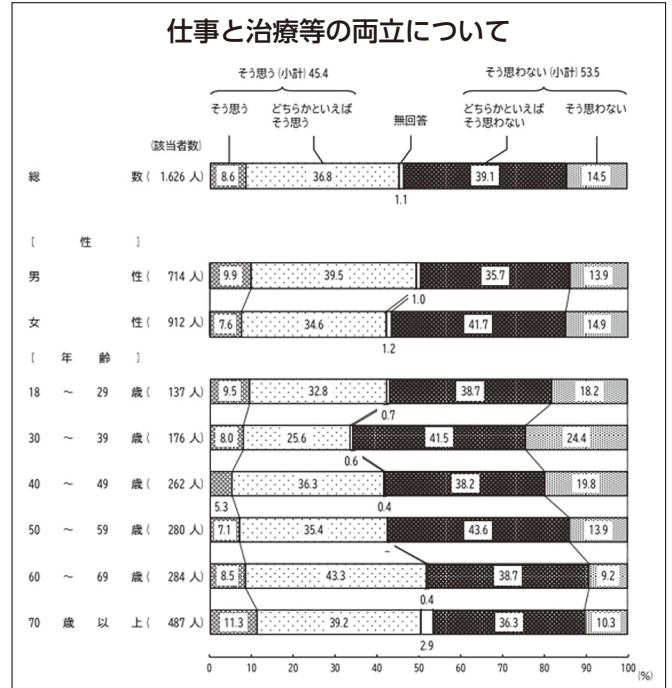 仕事と治療等の両立について
そう思う(小計) 45.4
そう思わない(小計) 53.5
そう思う
どちらかといえば
そう思う
無回答
どちらかといえば
そう思わない
そう思わない
(該当者数)
総 数( 1,626 人) 8.6 36.8 39.1 14.5
1.1
〔 性 〕
男 性( 714 人) 9.9 39.5 35.7 13.9
1.0
女 性( 912 人) 7.6 34.6 41.7 14.9
1.2
〔 年 齢 〕
18 ～ 29 歳( 137 人) 9.5 32.8 38.7 18.2
0.7
30 ～ 39 歳( 176 人) 8.0 25.6 41.5 24.4
0.6
40 ～ 49 歳( 262 人) 36.3 38.2 19.8
5.3 0.4
50 ～ 59 歳( 280 人) 7.1 35.4 43.6 13.9
－
60 ～ 69 歳( 284 人) 8.5 43.3 38.7 9.2
0.4
70 歳 以 上( 487 人) 11.3 39.2 36.3 10.3
2.9
0 10 20 30 40 50 60 70 80 90 100 (%)